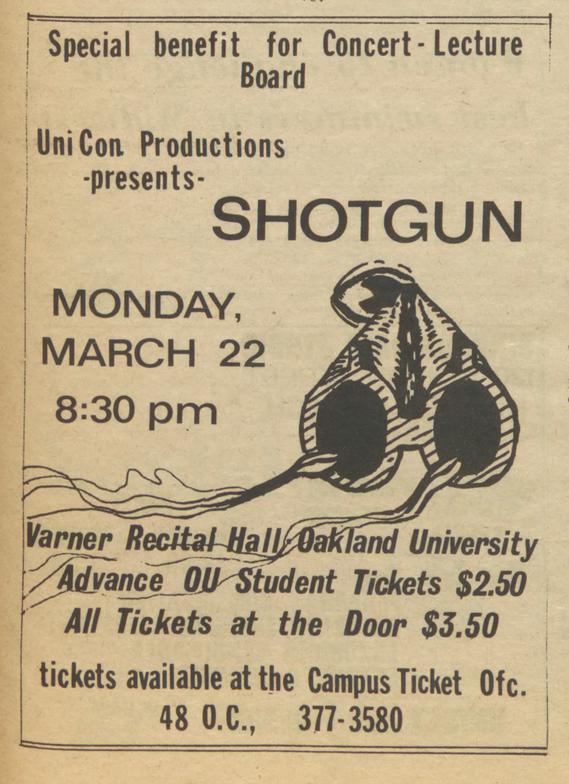 Special benefit for Concert-Lecture
Board
UniCon Productions
-presents-
SHOTGUN
MONDAY,
MARCH 22
8:30 pm
Varner Recital Hall, Oakland University
Advance OU Student Tickets $2.50
All Tickets at the Door $3.50
tickets available at the Campus Ticket Ofc.
48 O.C., 377-3580